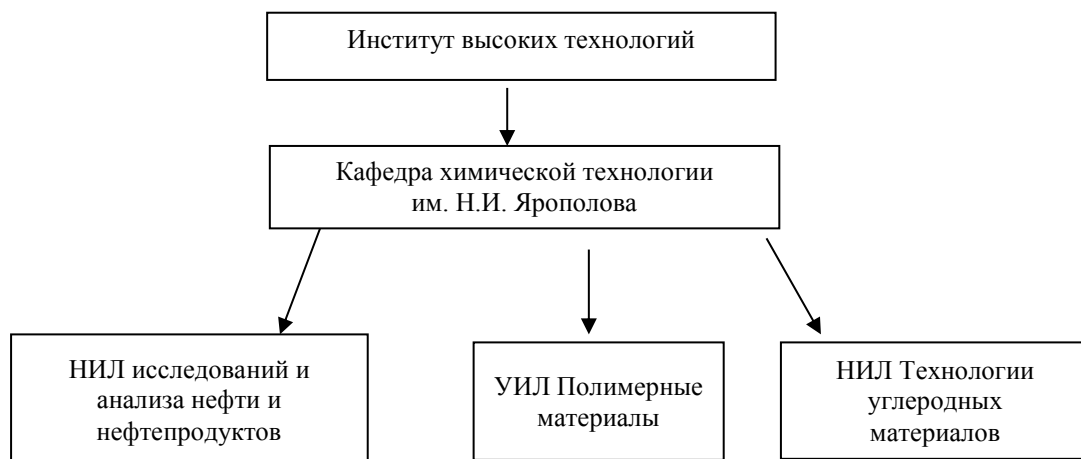 Институт высоких технологий
Кафедра химической технологии
им. Н.И. Ярополова
НИЛ исследований и
анализа нефти и
нефтепродуктов
УИЛ Полимерные
материалы
НИЛ Технологии
углеродных
материалов